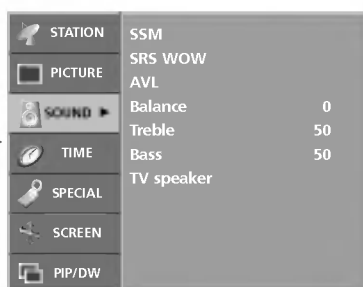 STATION
PICTURE
SOUND ►
TIME
SPECIAL
SCREEN
PIP/DW
SSM
SRS WOW
AVL
Balance 0
Treble 50
Bass 50
TV speaker